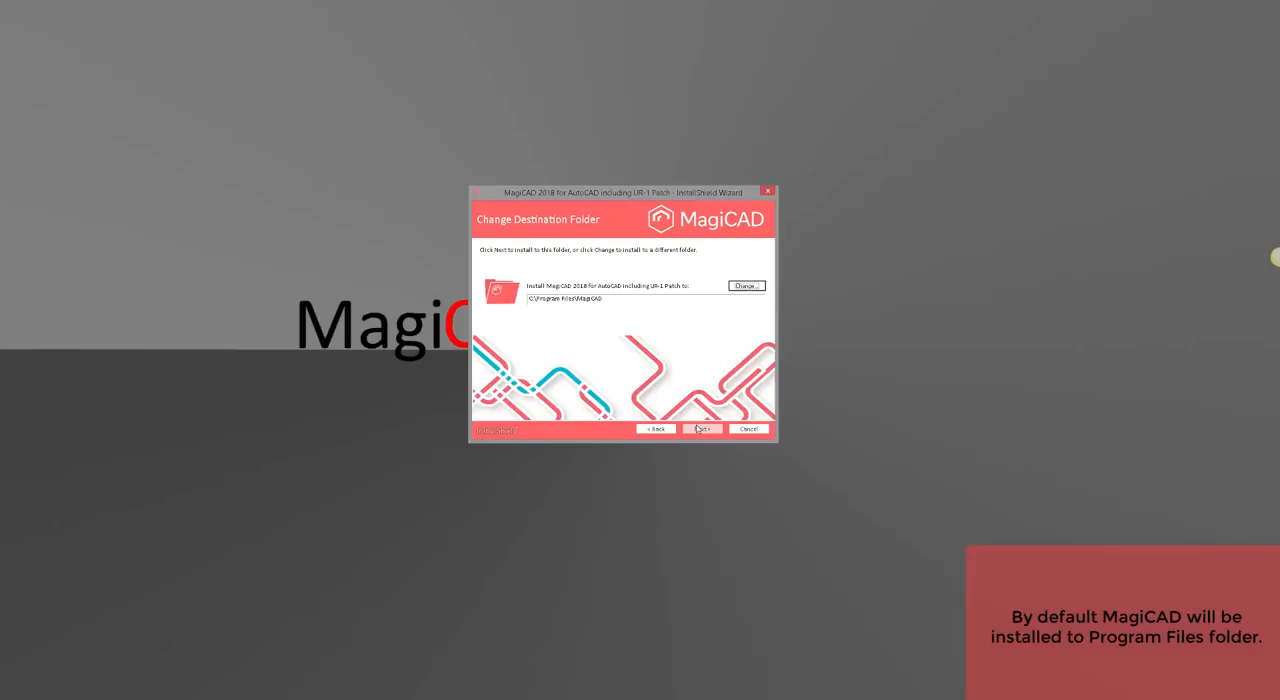 MagiCAD 2018 for AutoCAD including UR-1 Patch - InstallShield Wizard
Change Destination Folder
MagiCAD
Click Next to install to this folder, or click Change to install to a different folder.
Install MagiCAD 2018 for AutoCAD including UR-1 Patch to:
Change...
C:\Program Files\MagiCAD
MagiC
InstallShield
< Back
Cancel
By default MagiCAD will be
installed to Program Files folder.